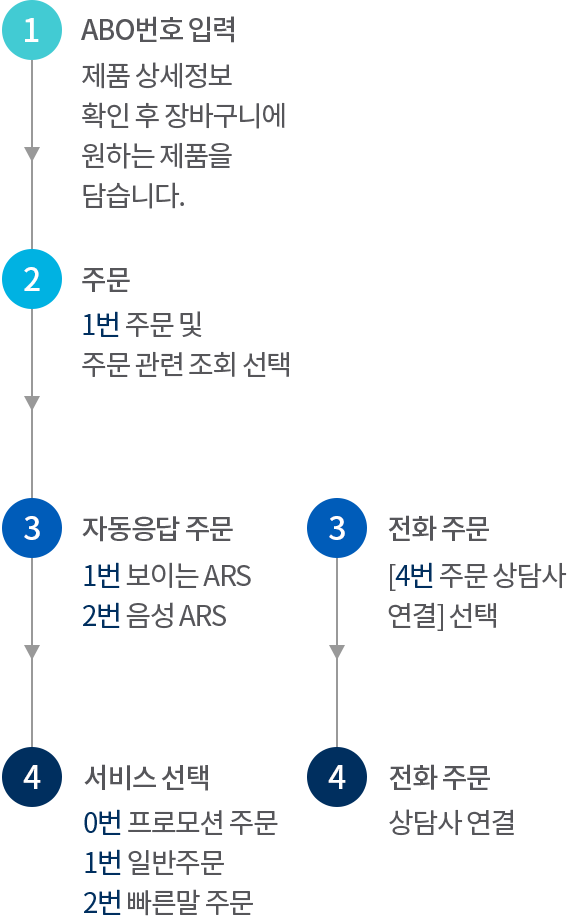 1
ABO번호 입력
제품 상세정보
확인 후 장바구니에
원하는 제품을
담습니다.
2
주문
1번 주문 및
주문 관련 조회 선택
3
자동응답 주문
1번 보이는 ARS
2번 음성 ARS
3
전화 주문
[4번 주문 상담사
연결] 선택
4
서비스 선택
0번 프로모션 주문
1번 일반주문
2번 빠른말 주문
4
전화 주문
상담사 연결